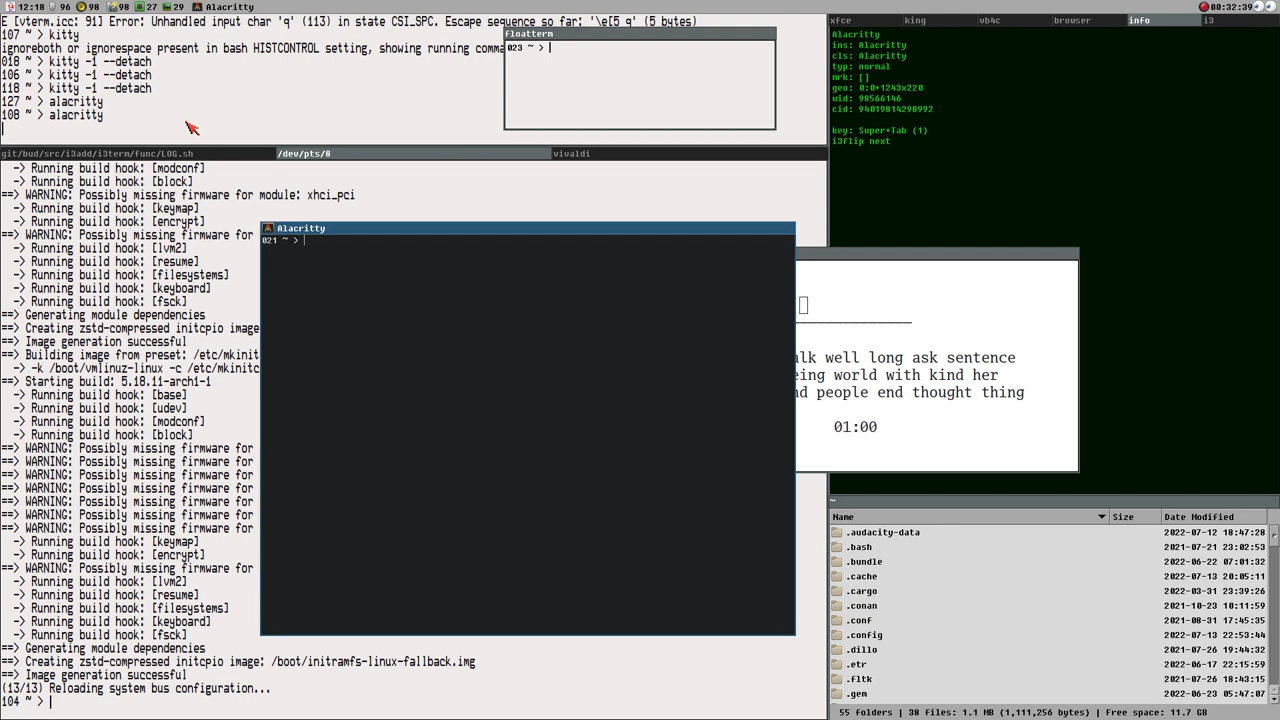 12:18 96 98 98 27 29 Alacritty 00:32:39
E [vterm.icc: 91] Error: Unhandled input char 'q' (113) in state CSI_SPC. Escape sequence so far: '\e[5 q' (5 bytes)
107 ~ > kitty
ignoreboth or ignorespace present in bash HISTCONTROL setting, showing running comma
018 ~ > kitty -1 --detach
106 ~ > kitty -1 --detach
118 ~ > kitty -1 --detach
127 ~ > alacritty
108 ~ > alacritty
floatterm
023 ~ >
xfce king vb4c browser info i3
Alacritty
ins: Alacritty
cls: Alacritty
typ: normal
mrk: []
geo: 0:0+1243x220
wid: 98566146
cid: 94019814298992
key: Super+Tab (1)
i3flip next
git/bud/src/i3add/i3term/func/LOG.sh /dev/pts/8 vivaldi
-> Running build hook: [modconf]
-> Running build hook: [block]
==> WARNING: Possibly missing firmware for module: xhci_pci
-> Running build hook: [keymap]
-> Running build hook: [encrypt]
==> WARNING: Possibly missing firmware for
-> Running build hook: [lvm2]
-> Running build hook: [resume]
-> Running build hook: [filesystems]
-> Running build hook: [keyboard]
-> Running build hook: [fsck]
==> Generating module dependencies
==> Creating zstd-compressed initcpio image
==> Image generation successful
==> Building image from preset: /etc/mkinit
-> -k /boot/vmlinuz-linux -c /etc/mkinitc
==> Starting build: 5.18.11-arch1-1
-> Running build hook: [base]
-> Running build hook: [udev]
-> Running build hook: [modconf]
-> Running build hook: [block]
==> WARNING: Possibly missing firmware for
==> WARNING: Possibly missing firmware for
==> WARNING: Possibly missing firmware for
==> WARNING: Possibly missing firmware for
==> WARNING: Possibly missing firmware for
==> WARNING: Possibly missing firmware for
==> WARNING: Possibly missing firmware for
-> Running build hook: [keymap]
-> Running build hook: [encrypt]
==> WARNING: Possibly missing firmware for
-> Running build hook: [lvm2]
-> Running build hook: [resume]
-> Running build hook: [filesystems]
-> Running build hook: [keyboard]
-> Running build hook: [fsck]
==> Generating module dependencies
==> Creating zstd-compressed initcpio image: /boot/initramfs-linux-fallback.img
==> Image generation successful
(13/13) Reloading system bus configuration...
104 ~ >
Alacritty
021 ~ >
alk well long ask sentence
eing world with kind her
nd people end thought thing
01:00
~
Name Size Date Modified
.audacity-data 2022-07-12 18:47:28
.bash 2021-07-21 23:02:53
.bundle 2022-06-22 07:01:32
.cache 2022-07-13 20:05:11
.cargo 2022-03-31 23:39:26
.conan 2021-10-23 10:11:59
.conf 2021-08-31 17:45:35
.config 2022-07-13 22:53:48
.dillo 2021-07-26 19:44:32
.etr 2022-06-17 22:15:55
.fltk 2021-07-26 18:43:15
.gem 2022-06-23 05:47:07
55 folders | 38 files: 1.1 MB (1,111,256 bytes) | Free space: 11.7 GB